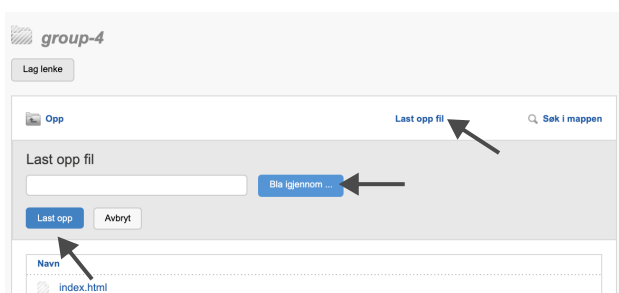 group-4
Lag lenke
Opp
Last opp fil
Søk i mappen
Last opp fil
Bla igjennom ...
Last opp
Avbryt
Navn
index.html